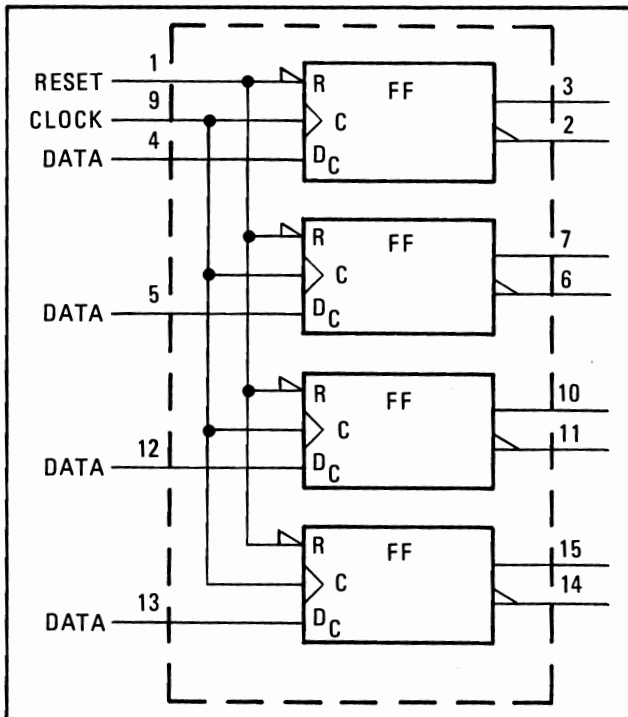 1
RESET R FF 3
9
CLOCK C 2
4
DATA DC
R FF 7
C 6
5
DATA DC
R FF 10
C 11
12
DATA DC
R FF 15
C 14
13
DATA DC